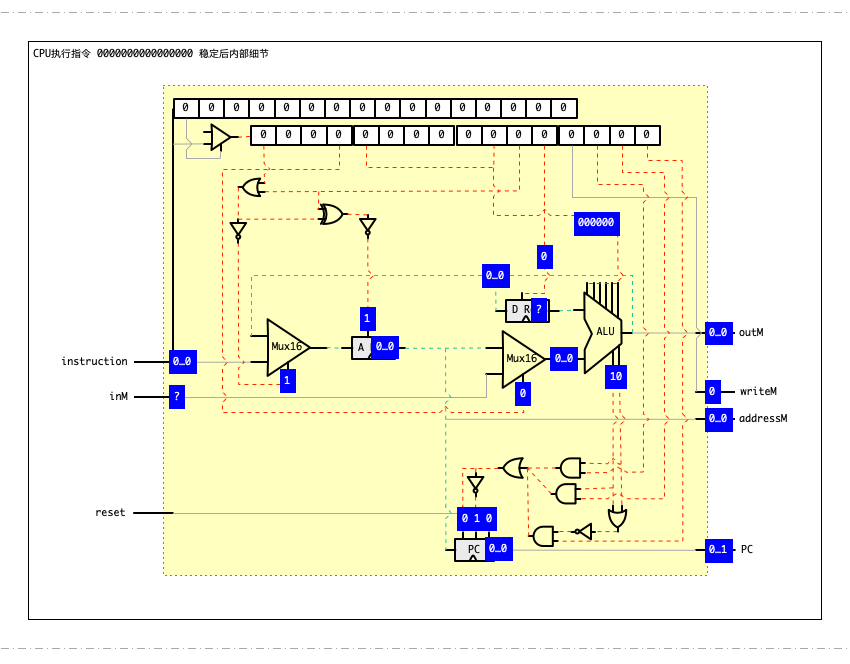 CPU执行指令 0000000000000000 稳定后内部细节
0 0 0 0 0 0 0 0 0 0 0 0 0 0 0 0
0 0 0 0 0 0 0 0 0 0 0 0 0 0 0 0
000000
0
0…0
D R ?
1
ALU
0…0 outM
Mux16
A 0…0
Mux16
0…0
instruction 0…0
1
10
0
0 writeM
inM ?
0…0 addressM
reset
0 1 0
PC 0…0
0…1 PC